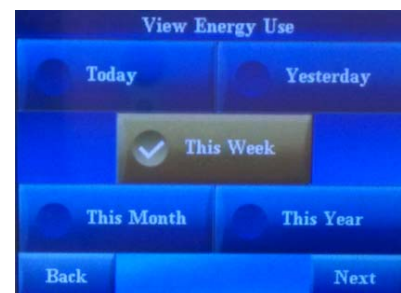 View Energy Use
Today
Yesterday
This Week
This Month
This Year
Back
Next